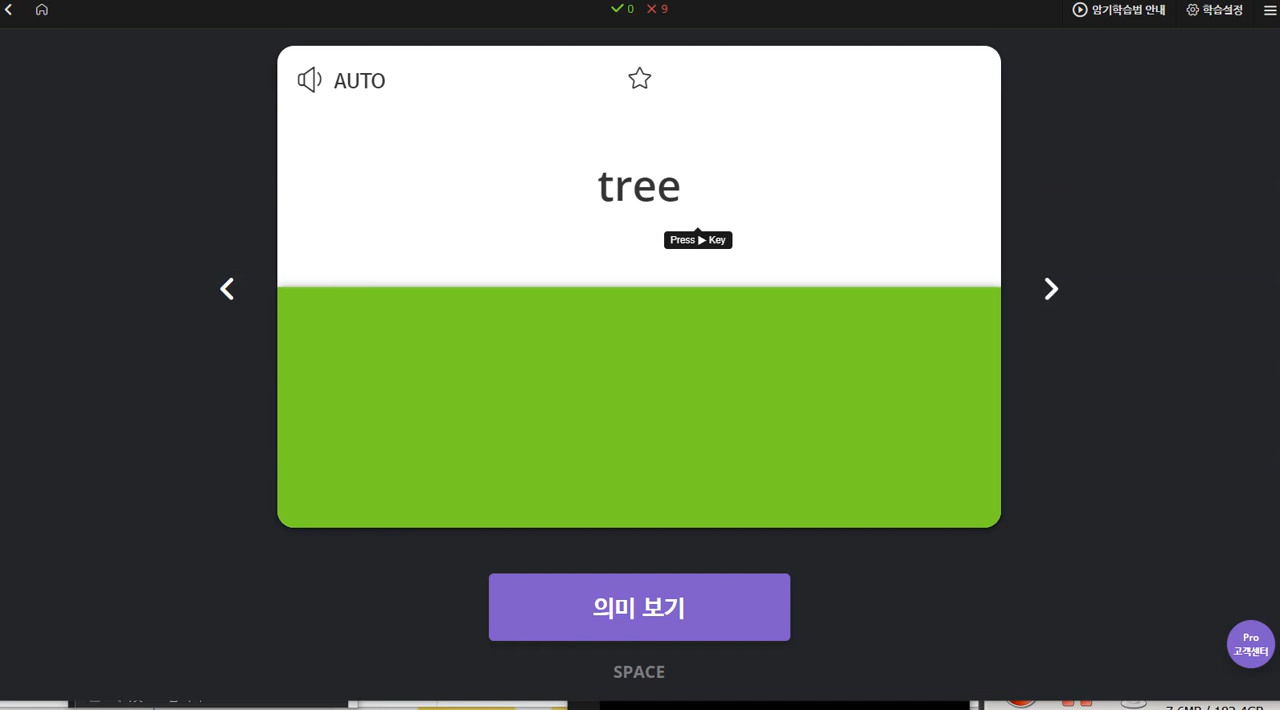 0 9 암기학습법 안내 학습설정
AUTO
tree
Press ▶ Key
의미 보기
SPACE
Pro
고객센터